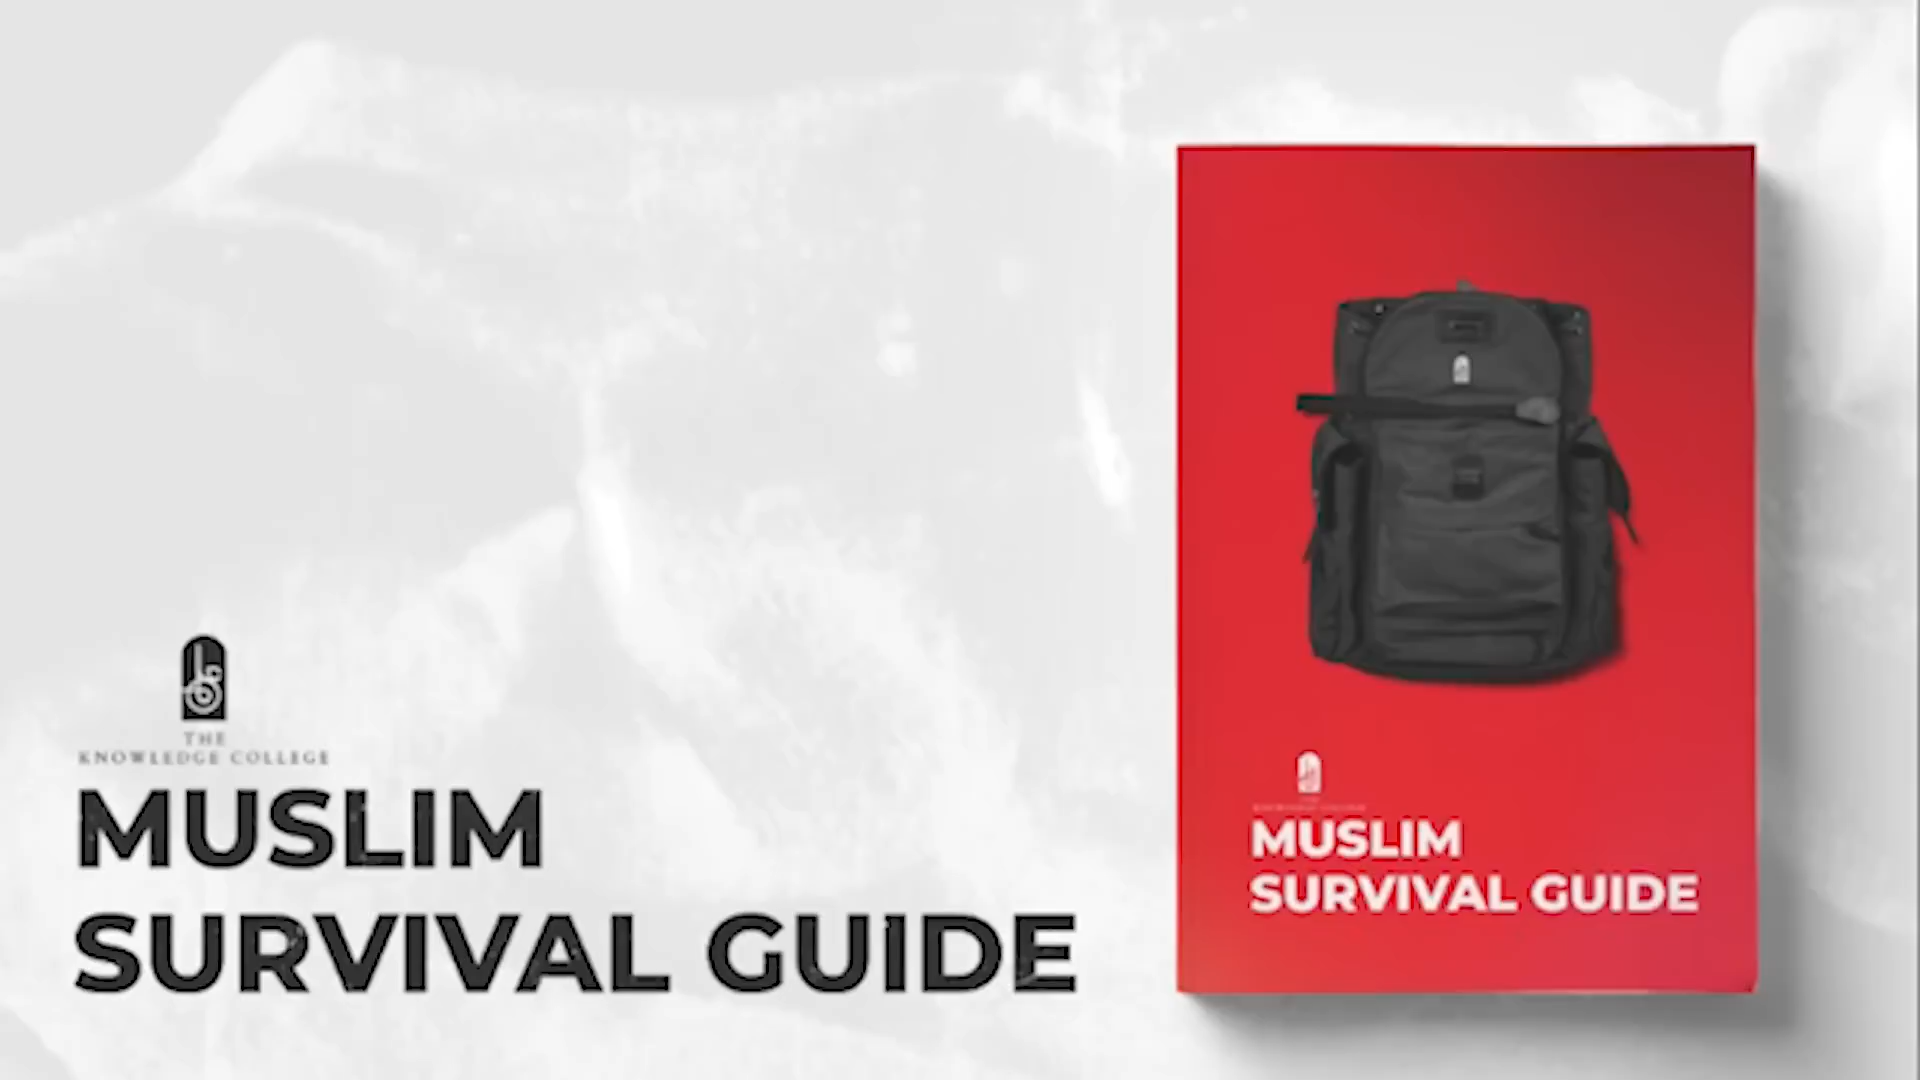 THE
KNOWLEDGE COLLEGE
MUSLIM
SURVIVAL GUIDE
MUSLIM
SURVIVAL GUIDE